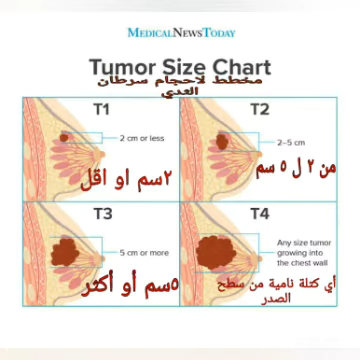 MEDICALNEWSTODAY
Tumor Size Chart
مخطط لاحجام سرطان
الثدي
T1
2 cm or less
٢سم او اقل
T2
2–5 cm
من ٢ ل ٥ سم
T3
5 cm or more
٥سم أو أكثر
T4
Any size tumor
growing into
the chest wall
أي كتلة نامية من سطح
الصدر